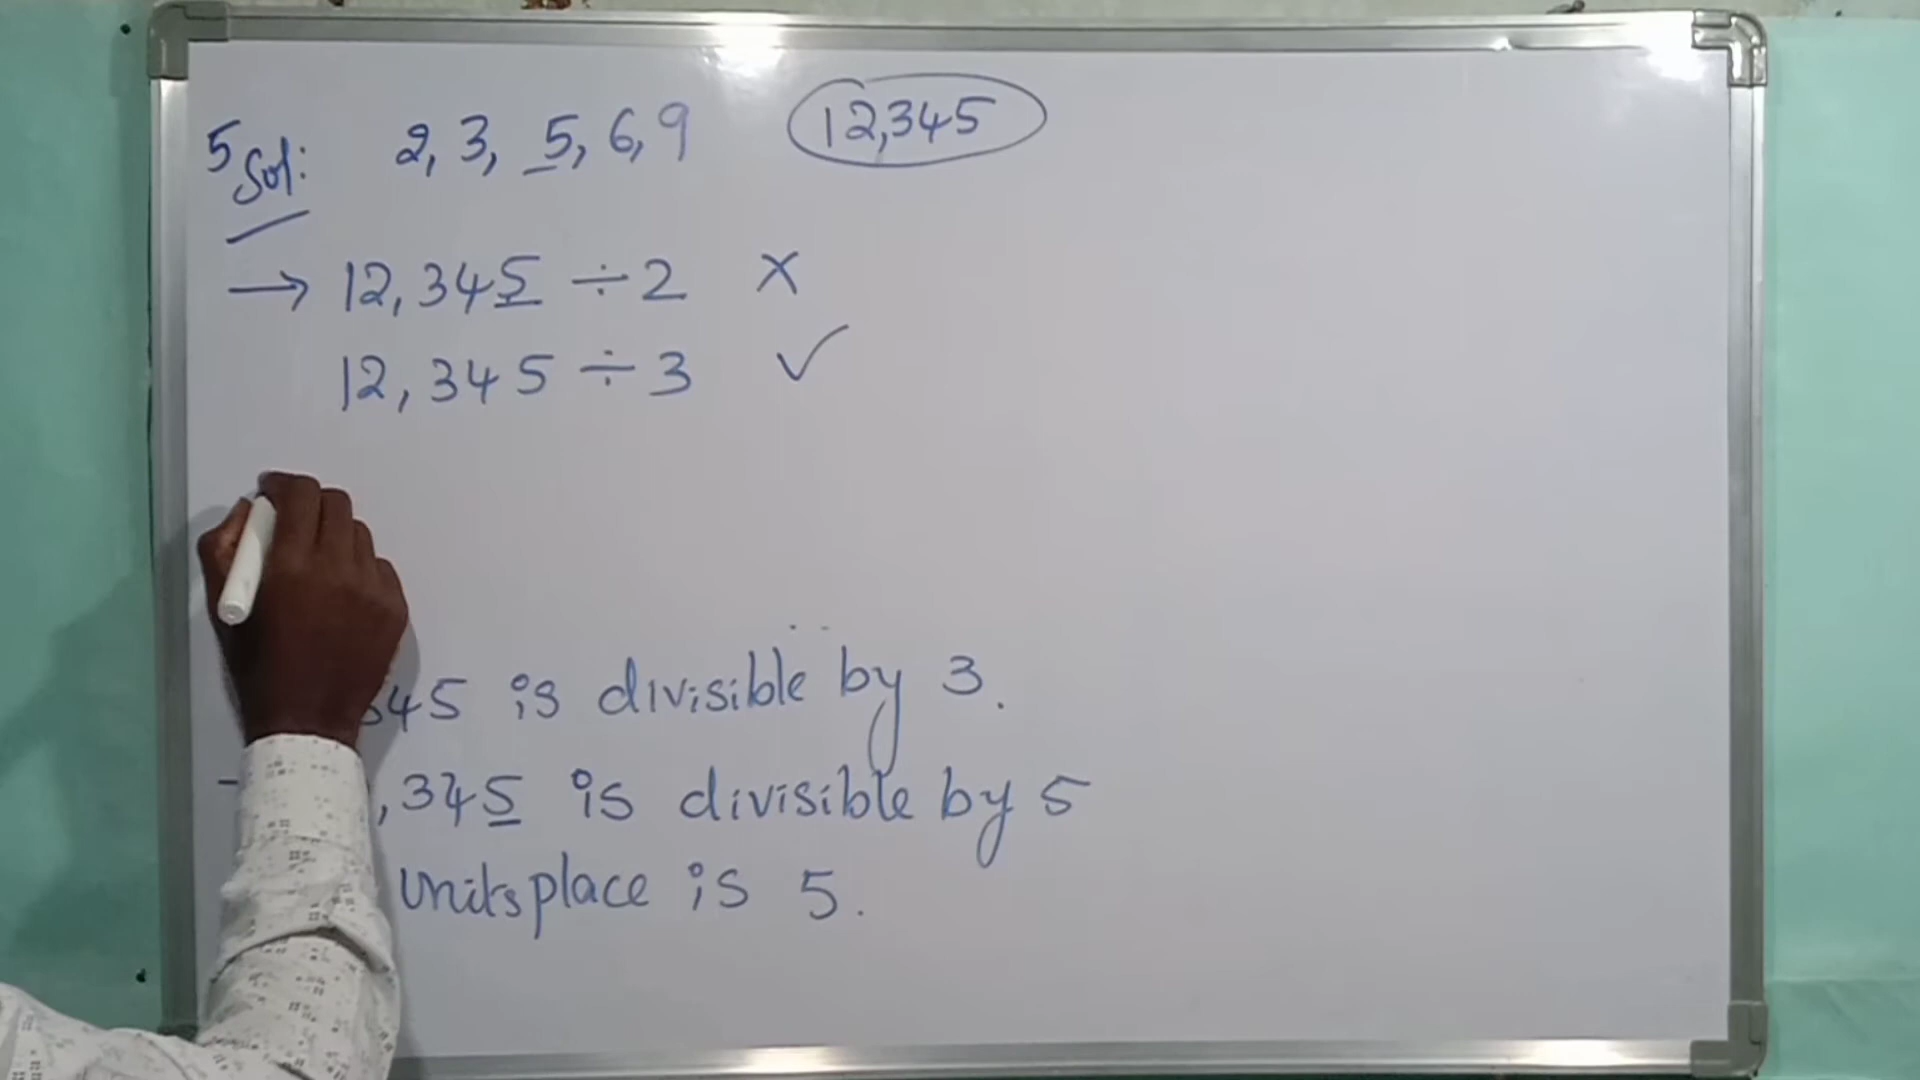 5 Sol: 2, 3, 5, 6, 9 12,345
→ 12,345 ÷ 2 ×
12,345 ÷ 3 ✓
345 is divisible by 3.
,345 is divisible by 5
units place is 5.